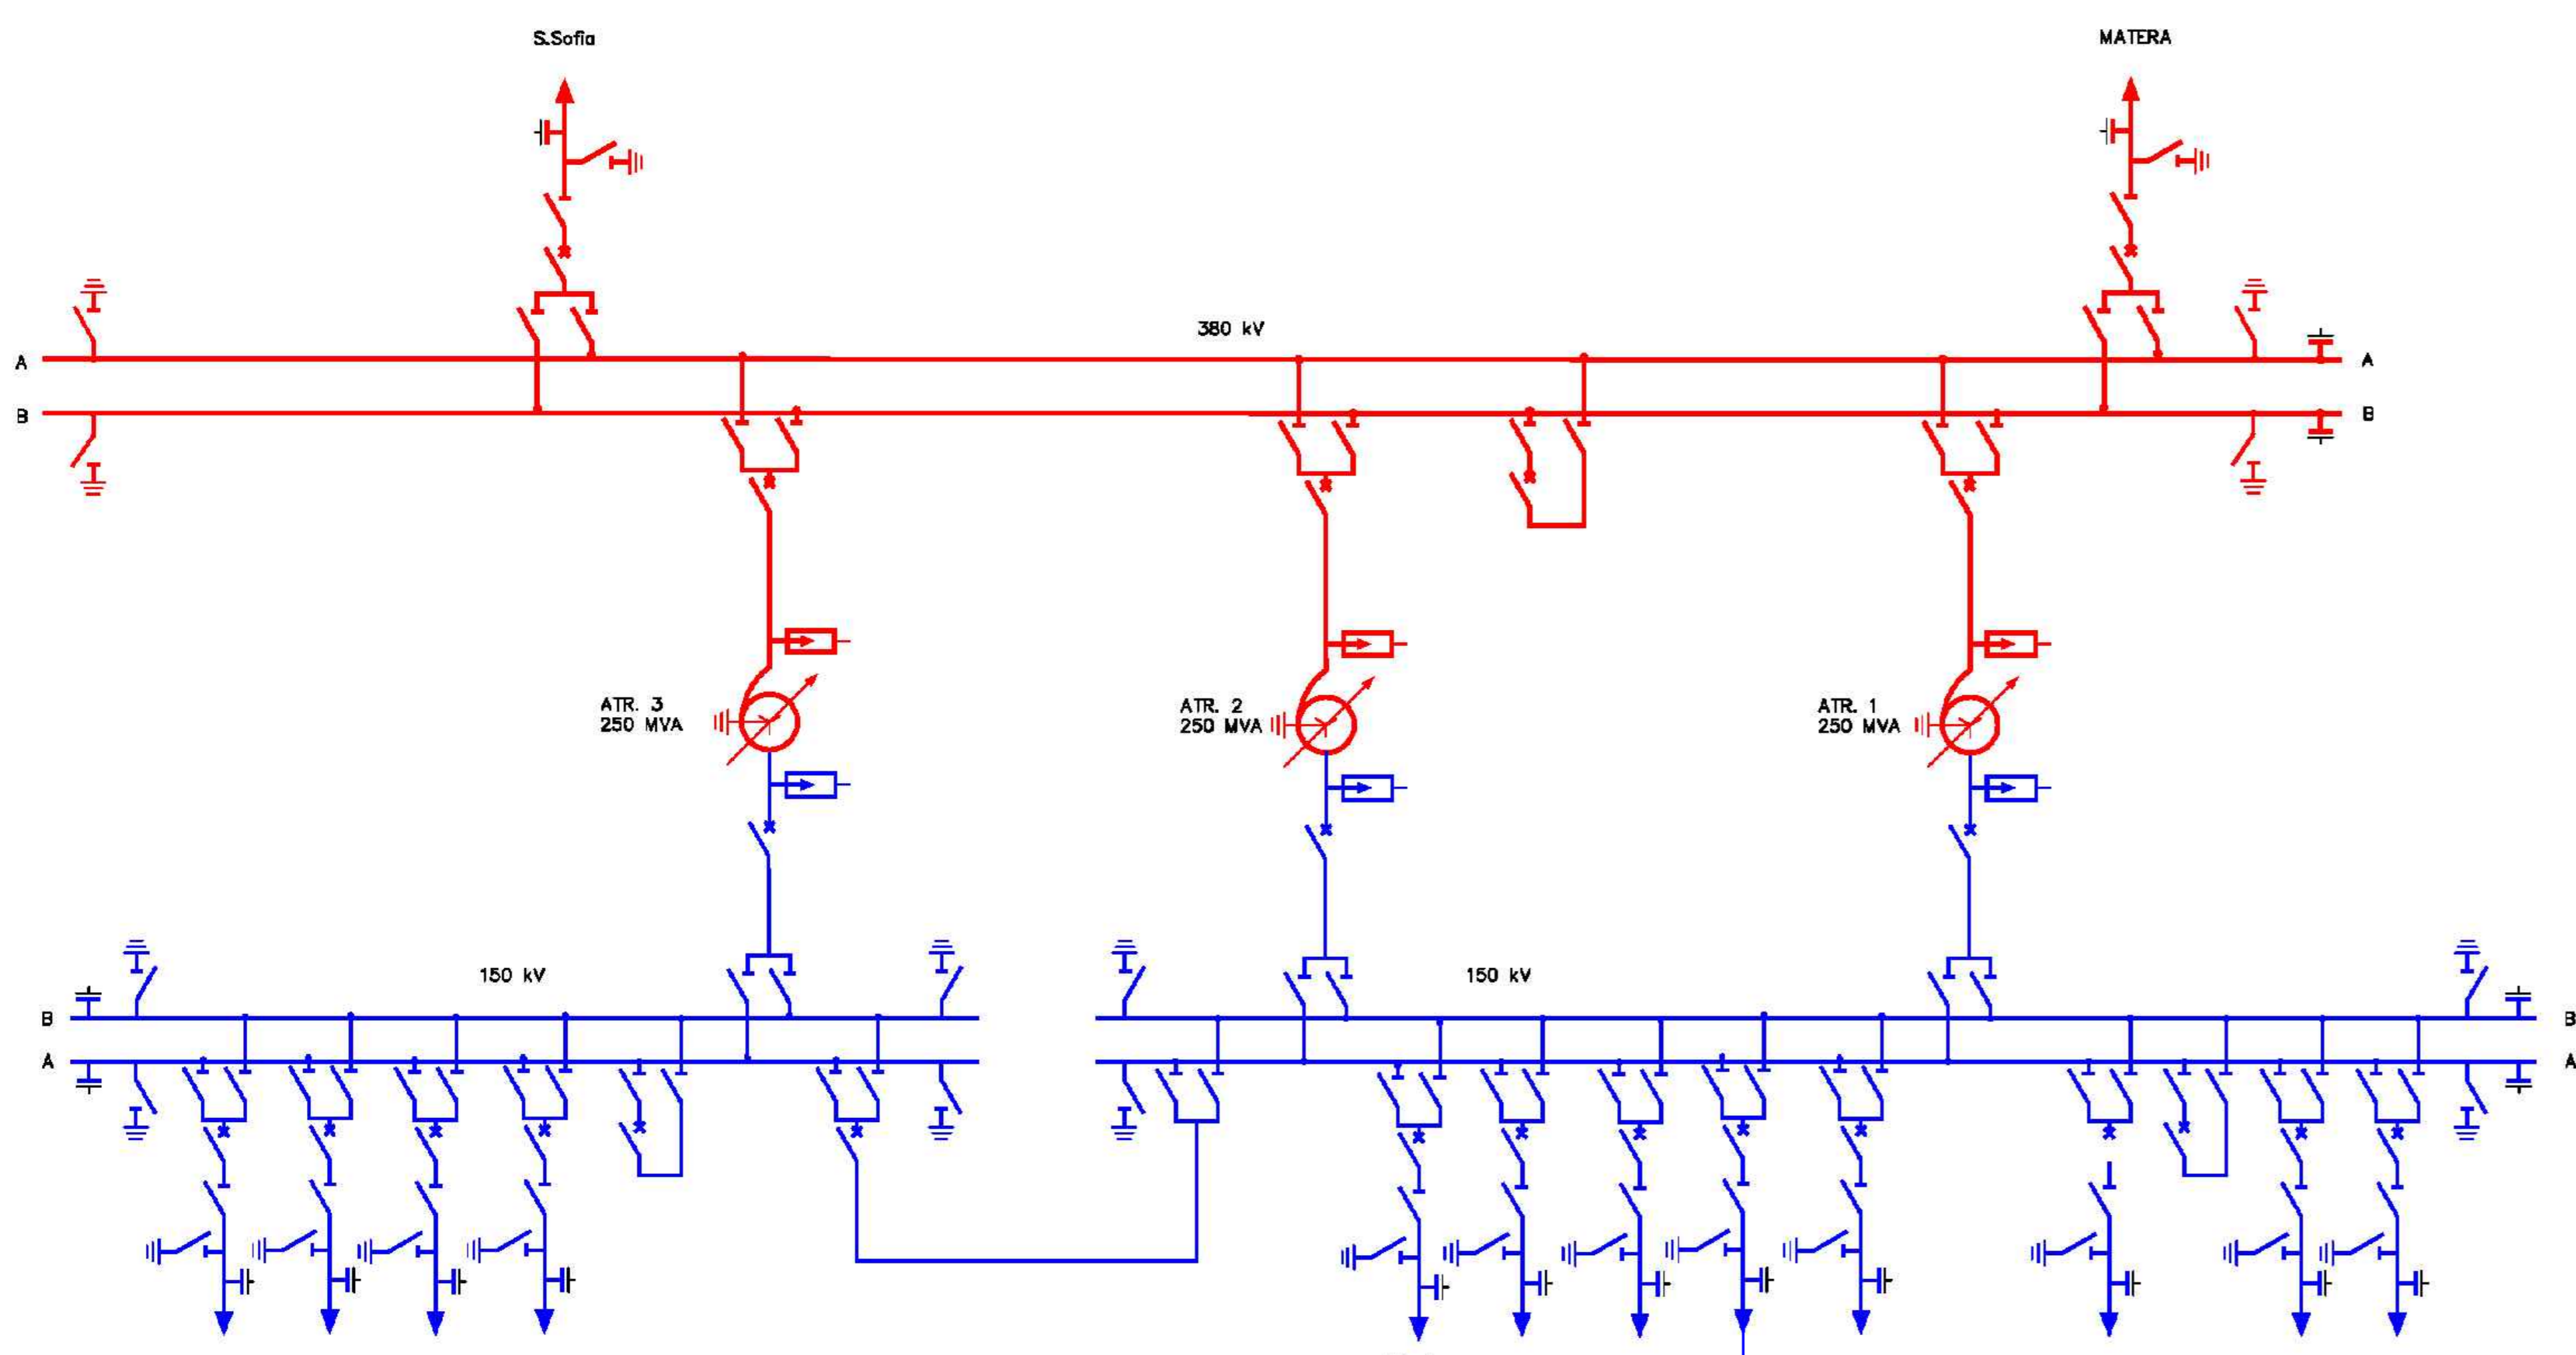 S.Sofia
MATERA
380 kV
A
A
B
B
ATR. 3
250 MVA
ATR. 2
250 MVA
ATR. 1
250 MVA
150 kV
150 kV
B
B
A
A